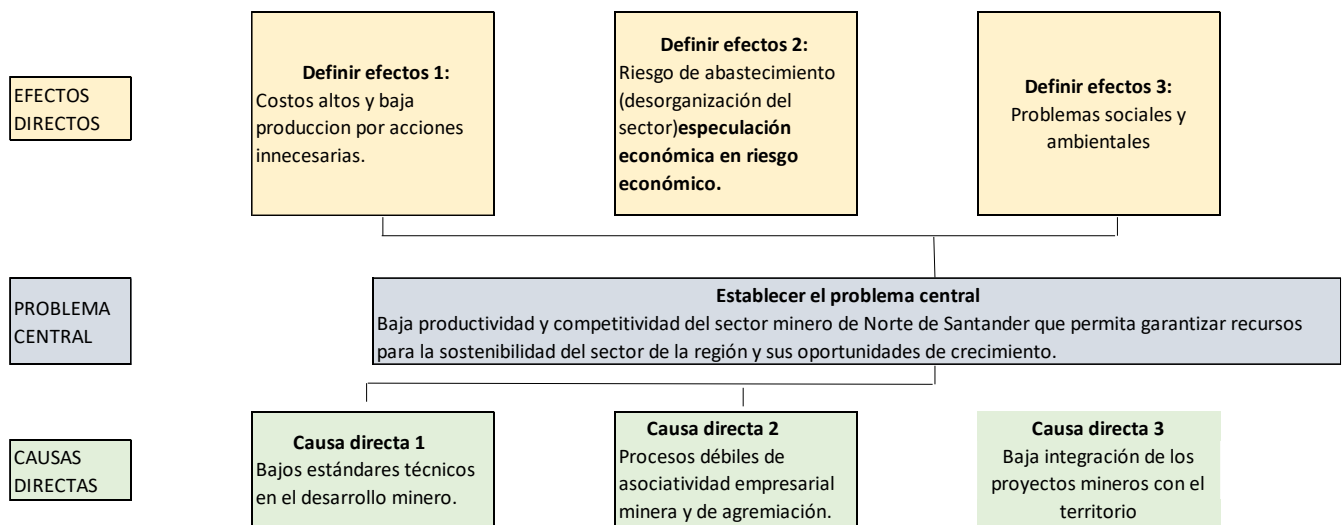 EFECTOS
DIRECTOS
Definir efectos 1:
Costos altos y baja
produccion por acciones
innecesarias.
Definir efectos 2:
Riesgo de abastecimiento
(desorganización del
sector)especulación
económica en riesgo
económico.
Definir efectos 3:
Problemas sociales y
ambientales
PROBLEMA
CENTRAL
Establecer el problema central
Baja productividad y competitividad del sector minero de Norte de Santander que permita garantizar recursos
para la sostenibilidad del sector de la región y sus oportunidades de crecimiento.
CAUSAS
DIRECTAS
Causa directa 1
Bajos estándares técnicos
en el desarrollo minero.
Causa directa 2
Procesos débiles de
asociatividad empresarial
minera y de agremiación.
Causa directa 3
Baja integración de los
proyectos mineros con el
territorio